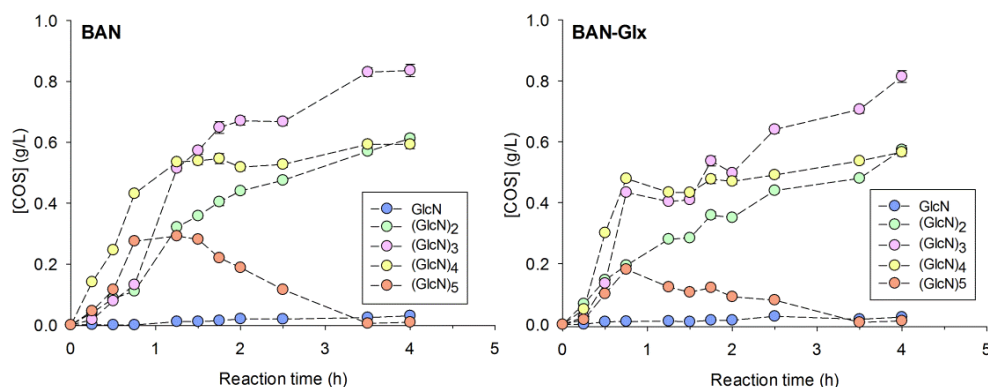 BAN
[COS] (g/L)
1.0
0.8
0.6
0.4
0.2
0.0
GlcN
(GlcN)2
(GlcN)3
(GlcN)4
(GlcN)5
0 1 2 3 4 5
Reaction time (h)
BAN-Glx
[COS] (g/L)
1.0
0.8
0.6
0.4
0.2
0.0
GlcN
(GlcN)2
(GlcN)3
(GlcN)4
(GlcN)5
0 1 2 3 4 5
Reaction time (h)